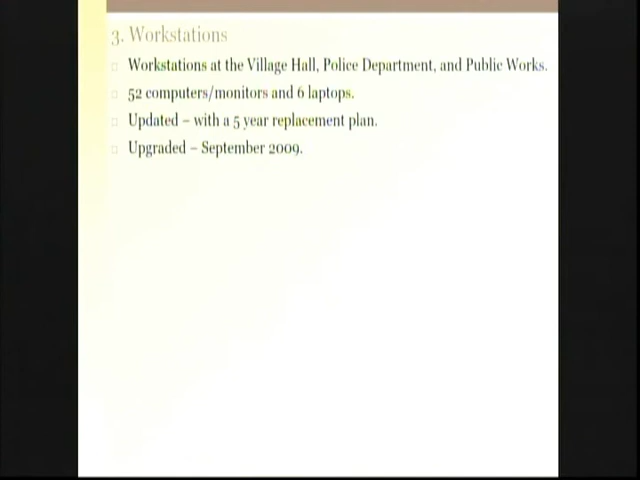 3. Workstations
Workstations at the Village Hall, Police Department, and Public Works.
52 computers/monitors and 6 laptops.
Updated – with a 5 year replacement plan.
Upgraded – September 2009.